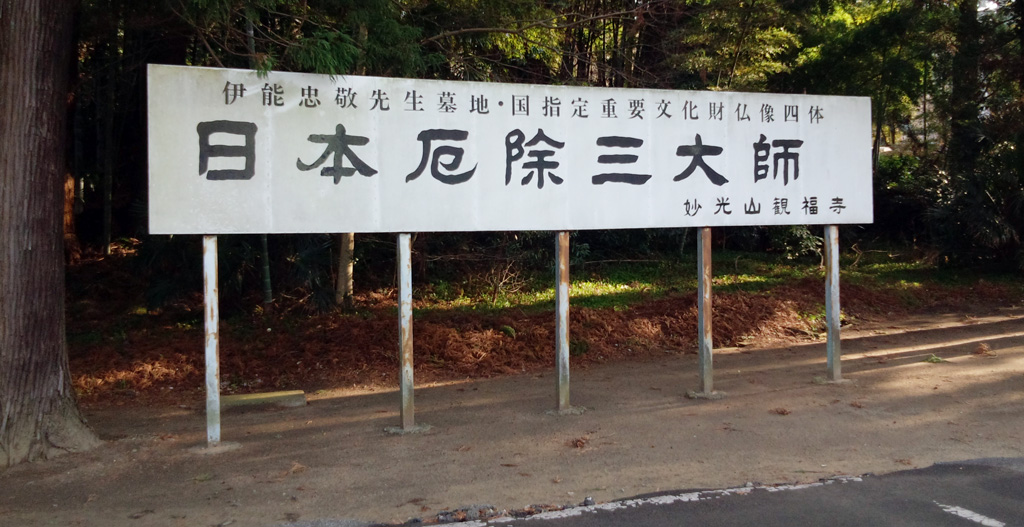 伊能忠敬先生墓地・国指定重要文化財仏像四体
日本厄除三大師
妙光山観福寺